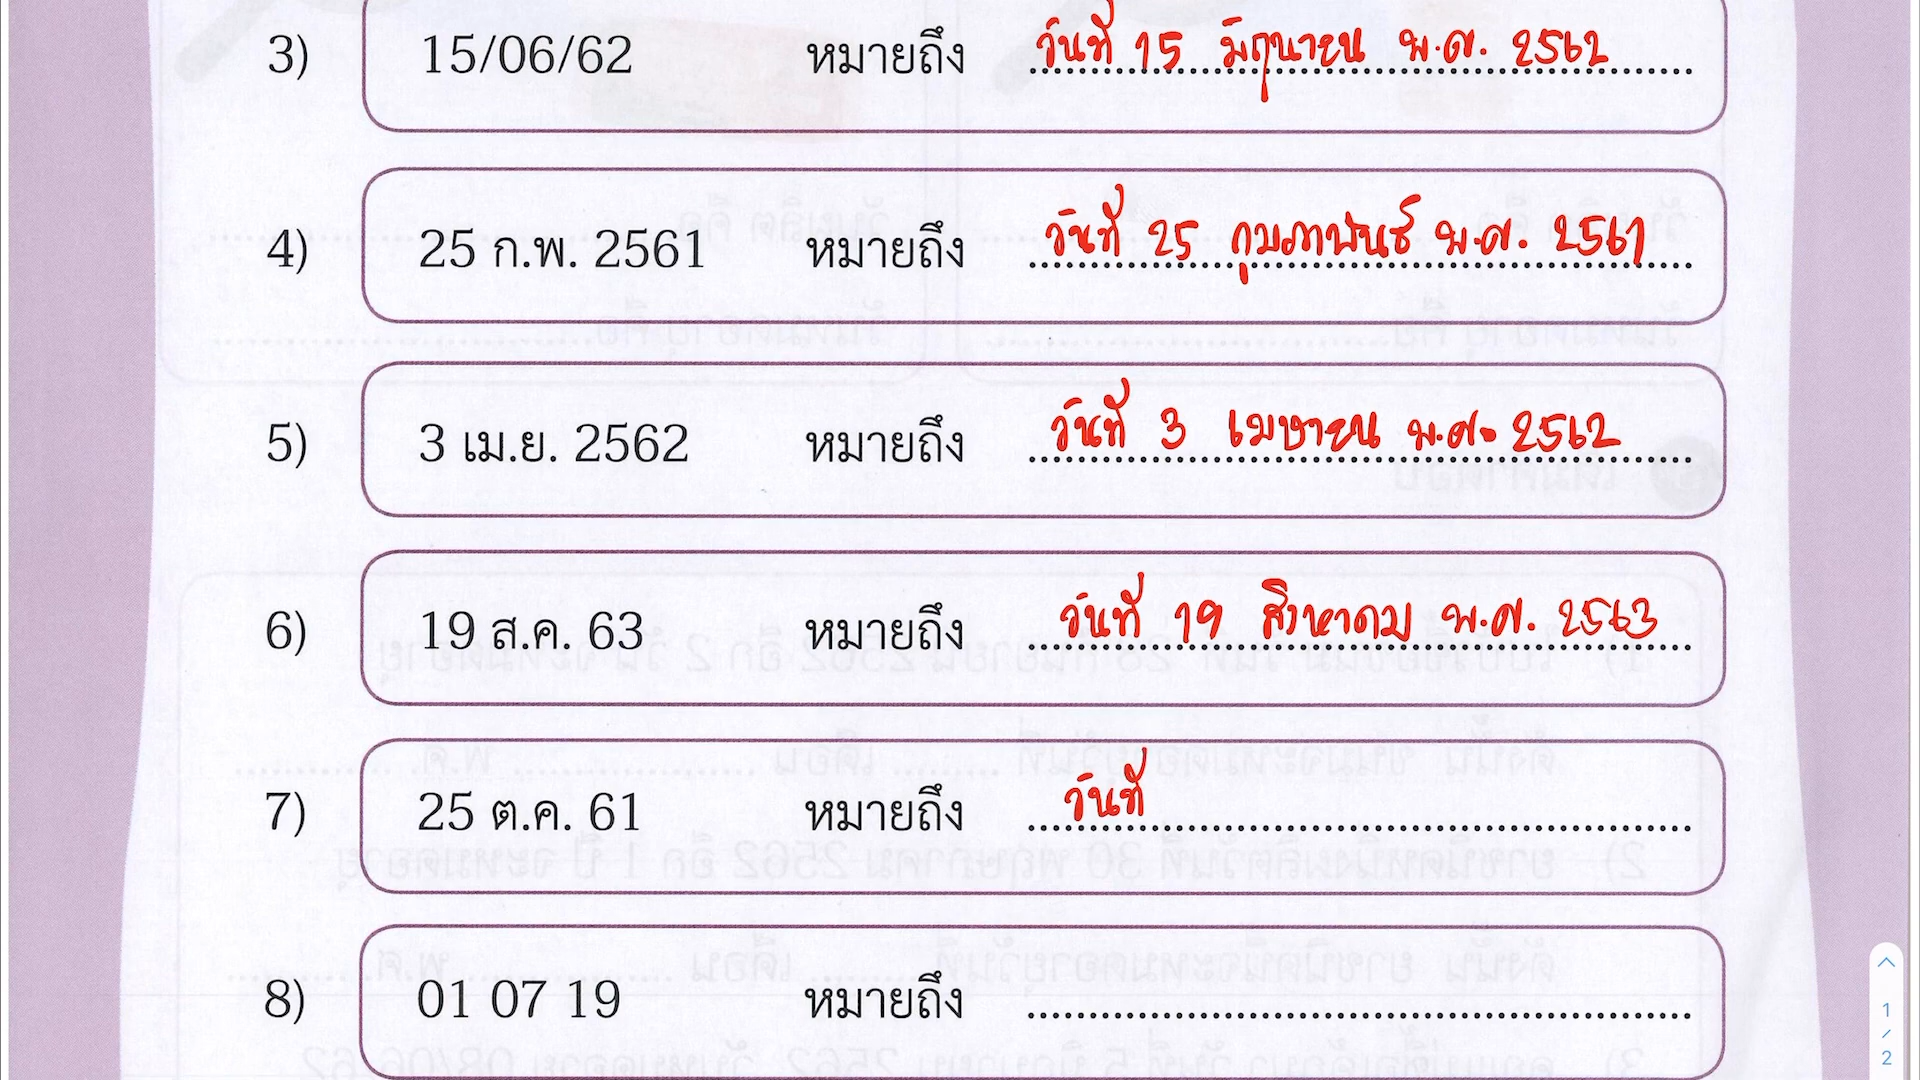 3) 15/06/62 หมายถึง วันที่ 15 มิถุนายน พ.ศ. 2562
4) 25 ก.พ. 2561 หมายถึง วันที่ 25 กุมภาพันธ์ พ.ศ. 2561
5) 3 เม.ย. 2562 หมายถึง วันที่ 3 เมษายน พ.ศ. 2562
6) 19 ส.ค. 63 หมายถึง วันที่ 19 สิงหาคม พ.ศ. 2563
7) 25 ต.ค. 61 หมายถึง วันที่
8) 01 07 19 หมายถึง
1
/
2